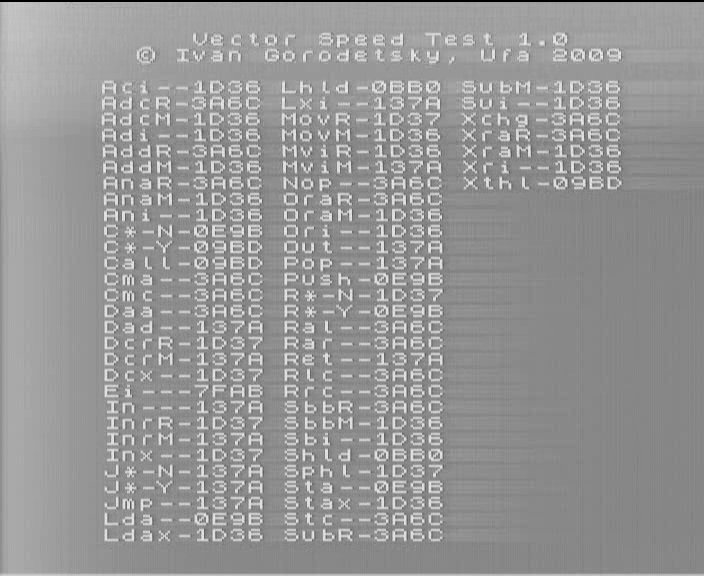 Vector Speed Test 1.0
© Ivan Gorodetsky, Ufa 2009
Aci--1D36 Lhld-0BB0 SubM-1D36
AdcR-3A6C Lxi--137A Sui--1D36
AdcM-1D36 MovR-1D37 Xchg-3A6C
Adi--1D36 MovM-1D36 XraR-3A6C
AddR-3A6C MviR-1D36 XraM-1D36
AddM-1D36 MviM-137A Xri--1D36
AnaR-3A6C Nop--3A6C Xthl-09BD
AnaM-1D36 OraR-3A6C
Ani--1D36 OraM-1D36
C*-N-0E9B Ori--1D36
C*-Y-09BD Out--137A
Call-09BD Pop--137A
Cma--3A6C Push-0E9B
Cmc--3A6C R*-N-1D37
Daa--3A6C R*-Y-0E9B
Dad--137A Ral--3A6C
DcrR-1D37 Rar--3A6C
DcrM-137A Ret--137A
Dcx--1D37 Rlc--3A6C
Ei---7FAB Rrc--3A6C
In---137A SbbR-3A6C
InrR-1D37 SbbM-1D36
InrM-137A Sbi--1D36
Inx--1D37 Shld-0BB0
J*-N-137A Sphl-1D37
J*-Y-137A Sta--0E9B
Jmp--137A Stax-1D36
Lda--0E9B Stc--3A6C
Ldax-1D36 SubR-3A6C